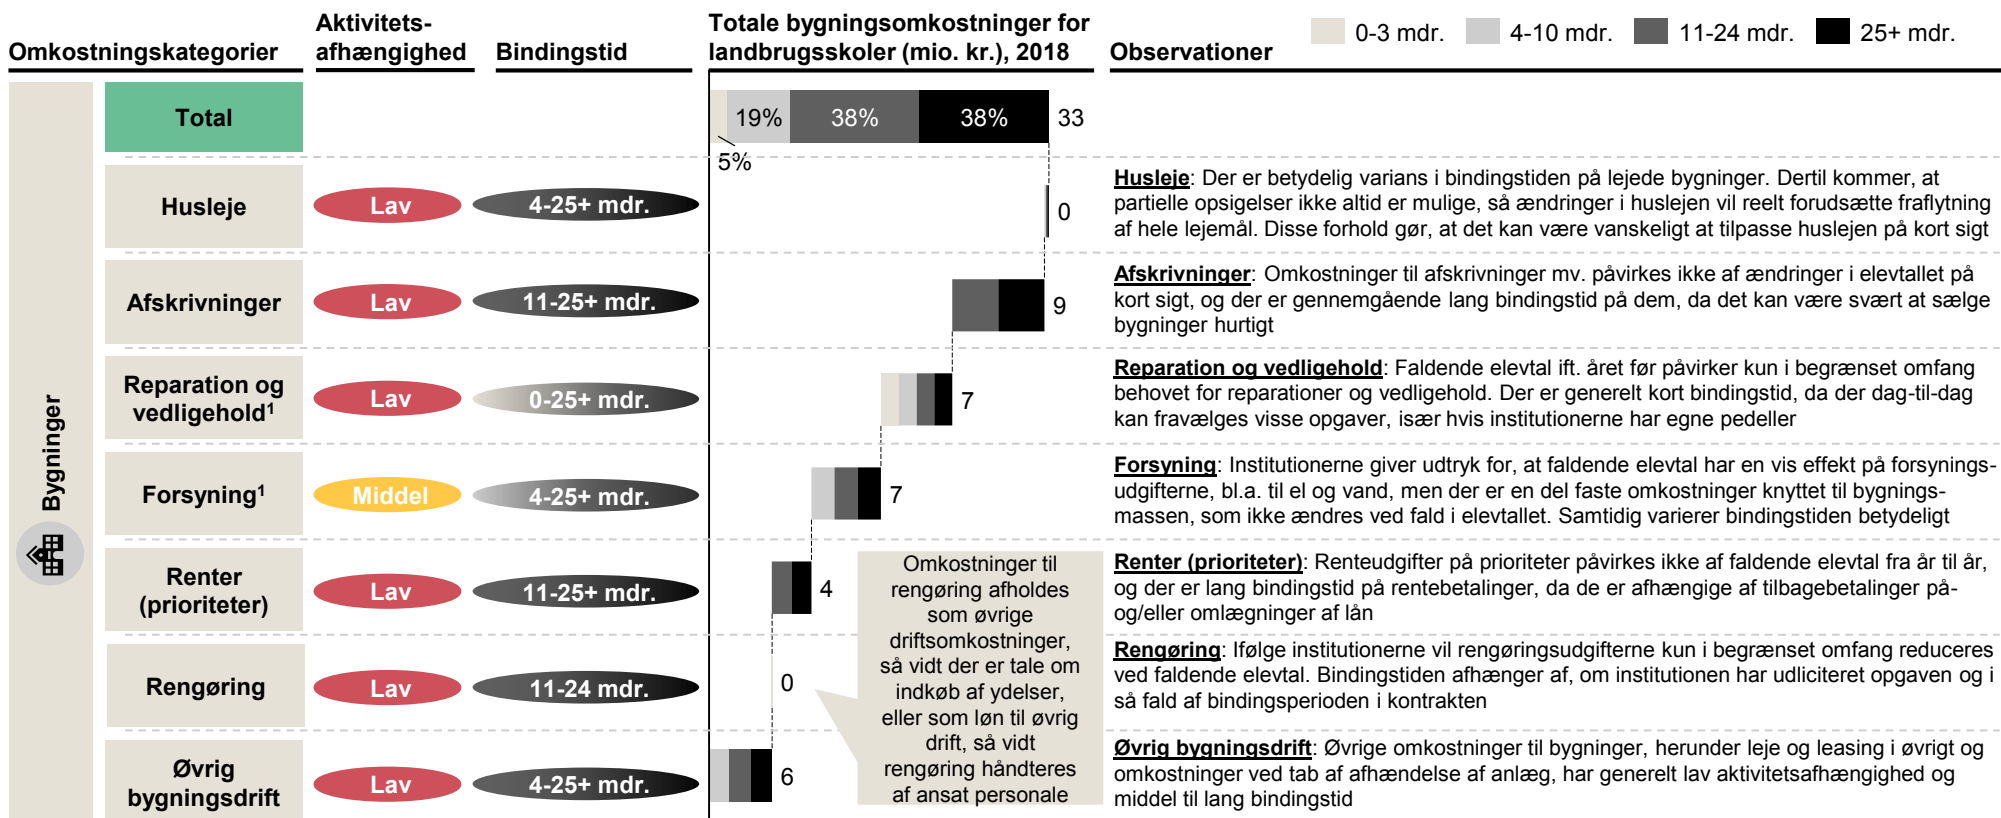 Omkostningskategorier
Aktivitets-
afhængighed
Bindingstid
Totale bygningsomkostninger for
landbrugsskoler (mio. kr.), 2018
Observationer
0-3 mdr.
4-10 mdr.
11-24 mdr.
25+ mdr.
Bygninger
Total
19%
38%
38%
33
5%
Husleje
Lav
4-25+ mdr.
0
Husleje: Der er betydelig varians i bindingstiden på lejede bygninger. Dertil kommer, at
partielle opsigelser ikke altid er mulige, så ændringer i huslejen vil reelt forudsætte fraflytning
af hele lejemål. Disse forhold gør, at det kan være vanskeligt at tilpasse huslejen på kort sigt
Afskrivninger
Lav
11-25+ mdr.
9
Afskrivninger: Omkostninger til afskrivninger mv. påvirkes ikke af ændringer i elevtallet på
kort sigt, og der er gennemgående lang bindingstid på dem, da det kan være svært at sælge
bygninger hurtigt
Reparation og
vedligehold¹
Lav
0-25+ mdr.
7
Reparation og vedligehold: Faldende elevtal ift. året før påvirker kun i begrænset omfang
behovet for reparationer og vedligehold. Der er generelt kort bindingstid, da der dag-til-dag
kan fravælges visse opgaver, især hvis institutionerne har egne pedeller
Forsyning¹
Middel
4-25+ mdr.
7
Forsyning: Institutionerne giver udtryk for, at faldende elevtal har en vis effekt på forsynings-
udgifterne, bl.a. til el og vand, men der er en del faste omkostninger knyttet til bygnings-
massen, som ikke ændres ved fald i elevtallet. Samtidig varierer bindingstiden betydeligt
Renter
(prioriteter)
Lav
11-25+ mdr.
4
Renter (prioriteter): Renteudgifter på prioriteter påvirkes ikke af faldende elevtal fra år til år,
og der er lang bindingstid på rentebetalinger, da de er afhængige af tilbagebetalinger på-
og/eller omlægninger af lån
Rengøring
Lav
11-24 mdr.
0
Omkostninger til
rengøring afholdes
som øvrige
driftsomkostninger,
så vidt der er tale om
indkøb af ydelser,
eller som løn til øvrig
drift, så vidt
rengøring håndteres
af ansat personale
Rengøring: Ifølge institutionerne vil rengøringsudgifterne kun i begrænset omfang reduceres
ved faldende elevtal. Bindingstiden afhænger af, om institutionen har udliciteret opgaven og i
så fald af bindingsperioden i kontrakten
Øvrig
bygningsdrift
Lav
4-25+ mdr.
6
Øvrig bygningsdrift: Øvrige omkostninger til bygninger, herunder leje og leasing i øvrigt og
omkostninger ved tab af afhændelse af anlæg, har generelt lav aktivitetsafhængighed og
middel til lang bindingstid